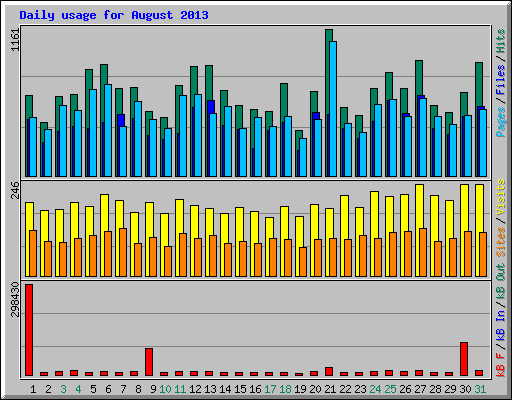 Daily usage for August 2013
1161
Pages / Files / Hits
246
Sites / Visits
298430
kB F / kB In / kB Out
1 2 3 4 5 6 7 8 9 10 11 12 13 14 15 16 17 18 19 20 21 22 23 24 25 26 27 28 29 30 31